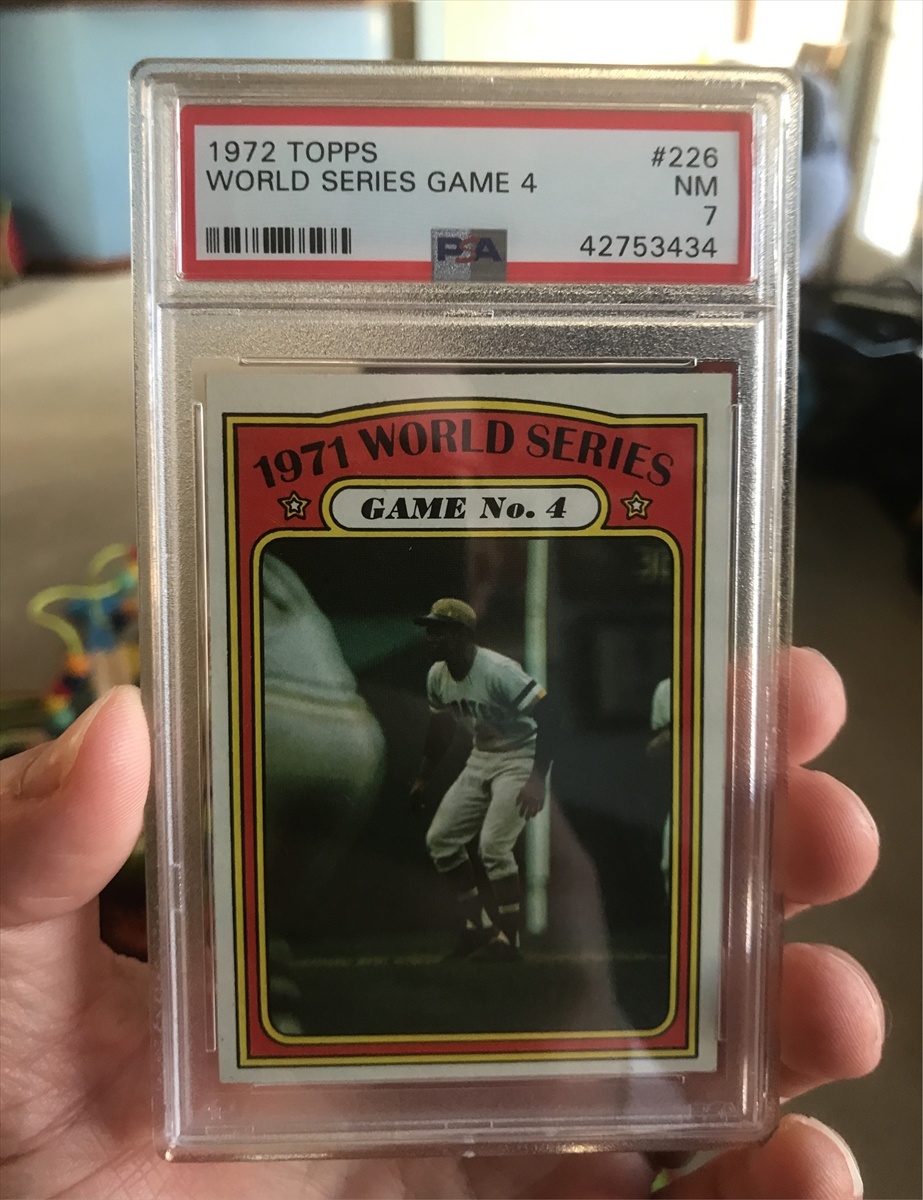 1972 TOPPS #226
WORLD SERIES GAME 4 NM
7
PSA 42753434
1971 WORLD SERIES
GAME No. 4